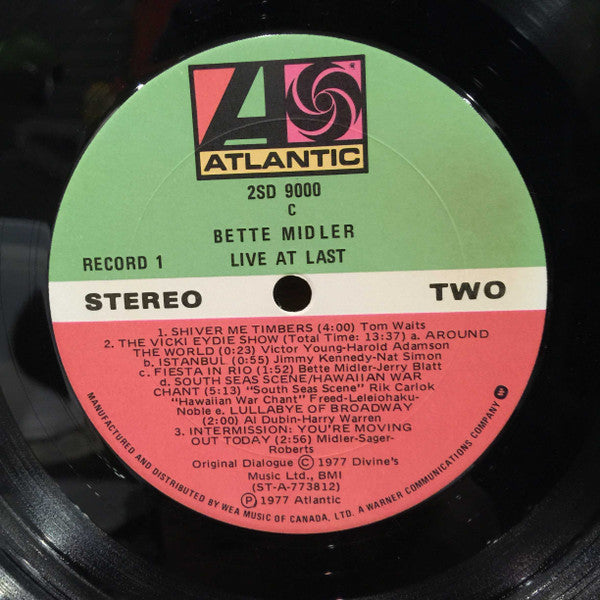 ATLANTIC
2SD 9000
C
BETTE MIDLER
RECORD 1 LIVE AT LAST
STEREO TWO
1. SHIVER ME TIMBERS (4:00) Tom Waits
2. THE VICKI EYDIE SHOW (Total Time: 13:37) a. AROUND
THE WORLD (0:23) Victor Young-Harold Adamson
b. ISTANBUL (0:55) Jimmy Kennedy-Nat Simon
c. FIESTA IN RIO (1:52) Bette Midler-Jerry Blatt
d. SOUTH SEAS SCENE/HAWAIIAN WAR
CHANT (5:13) "South Seas Scene" Rik Carlok
"Hawaiian War Chant" Freed-Leleiohaku-
Noble e. LULLABYE OF BROADWAY
(2:00) Al Dubin-Harry Warren
3. INTERMISSION: YOU'RE MOVING
OUT TODAY (2:56) Midler-Sager-
Roberts
Original Dialogue Ⓒ 1977 Divine's
Music Ltd., BMI
(ST-A-773812)
Ⓟ 1977 Atlantic
MANUFACTURED AND DISTRIBUTED BY WEA MUSIC OF CANADA, LTD. A WARNER COMMUNICATIONS COMPANY